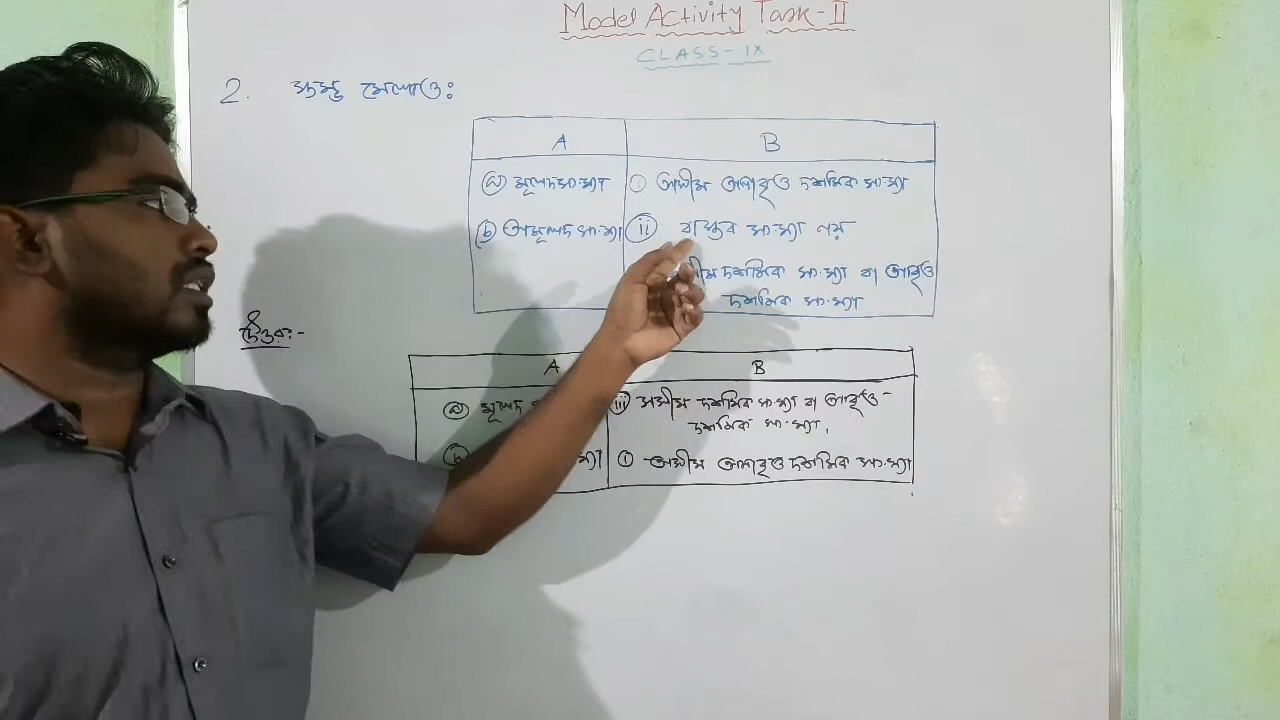 Model Activity Task-II
CLASS-IX
2. স্তম্ভ মেলাও:
A B
(a) মূলদ সংখ্যা (i) অসীম অনাবৃত দশমিক সংখ্যা
(b) অমূলদ সংখ্যা (ii) বাস্তব সংখ্যা নয়
দশমিক সংখ্যা বা আবৃত
দশমিক সংখ্যা
উত্তর:-
A B
(a) মূলদ (iii) সসীম দশমিক সংখ্যা বা আবৃত্ত-
দশমিক সংখ্যা,
(b) (i) অসীম অনাবৃত্ত দশমিক সংখ্যা